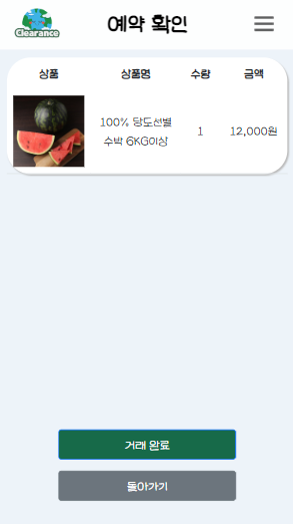 Clearance
예약 확인
상품 상품명 수량 금액
100% 당도선별
수박 6KG이상
1
12,000원
거래 완료
돌아가기